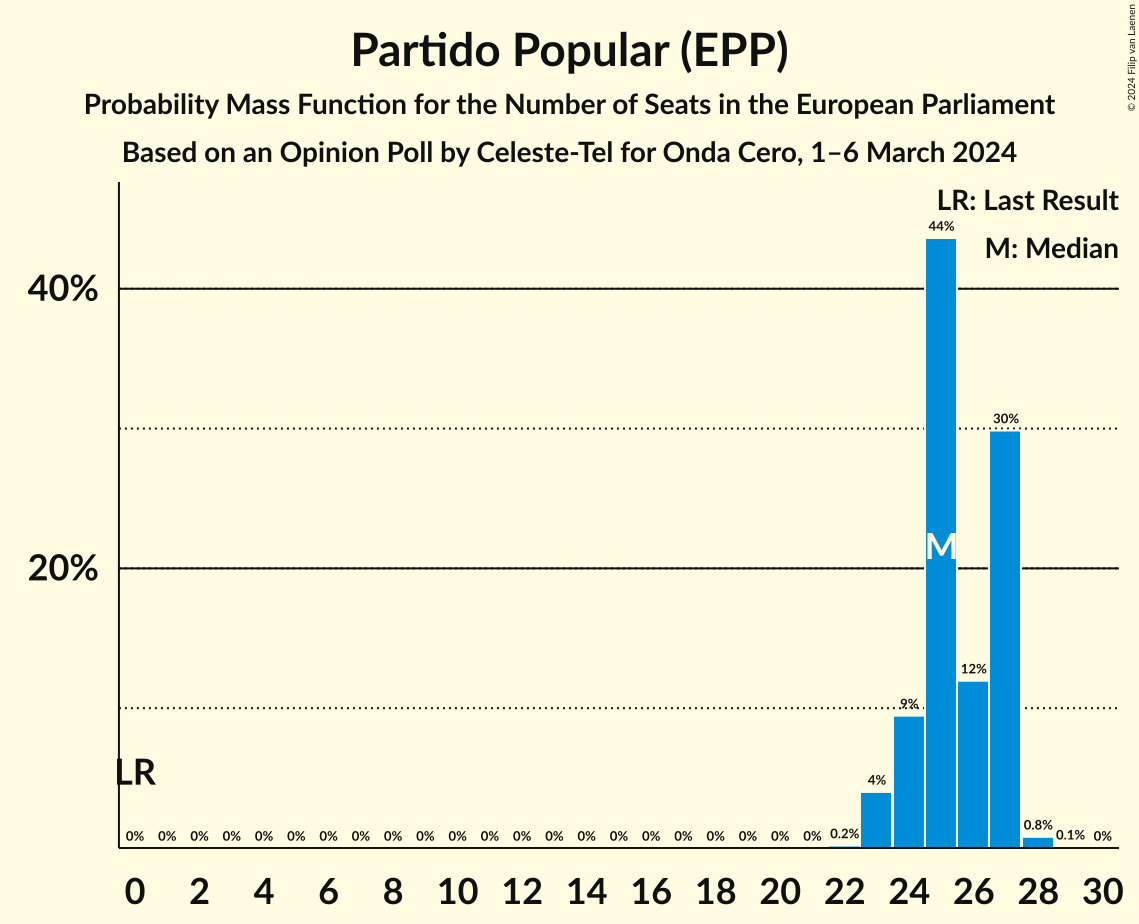 Partido Popular (EPP)
Probability Mass Function for the Number of Seats in the European Parliament
Based on an Opinion Poll by Celeste-Tel for Onda Cero, 1–6 March 2024
© 2024 Filip van Laenen
LR: Last Result
M: Median
44%
40%
30%
M
20%
12%
9%
LR
4%
0% 0% 0% 0% 0% 0% 0% 0% 0% 0% 0% 0% 0% 0% 0% 0% 0% 0% 0% 0% 0% 0% 0.2% 0.8% 0.1% 0%
0 2 4 6 8 10 12 14 16 18 20 22 24 26 28 30